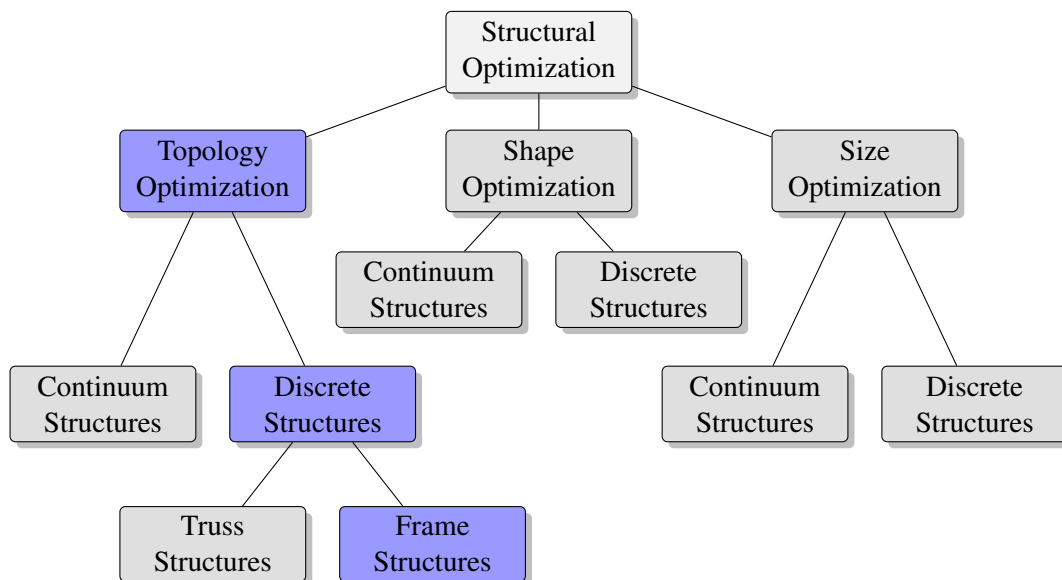 Structural
Optimization
Topology
Optimization
Shape
Optimization
Size
Optimization
Continuum
Structures
Discrete
Structures
Continuum
Structures
Discrete
Structures
Continuum
Structures
Discrete
Structures
Truss
Structures
Frame
Structures